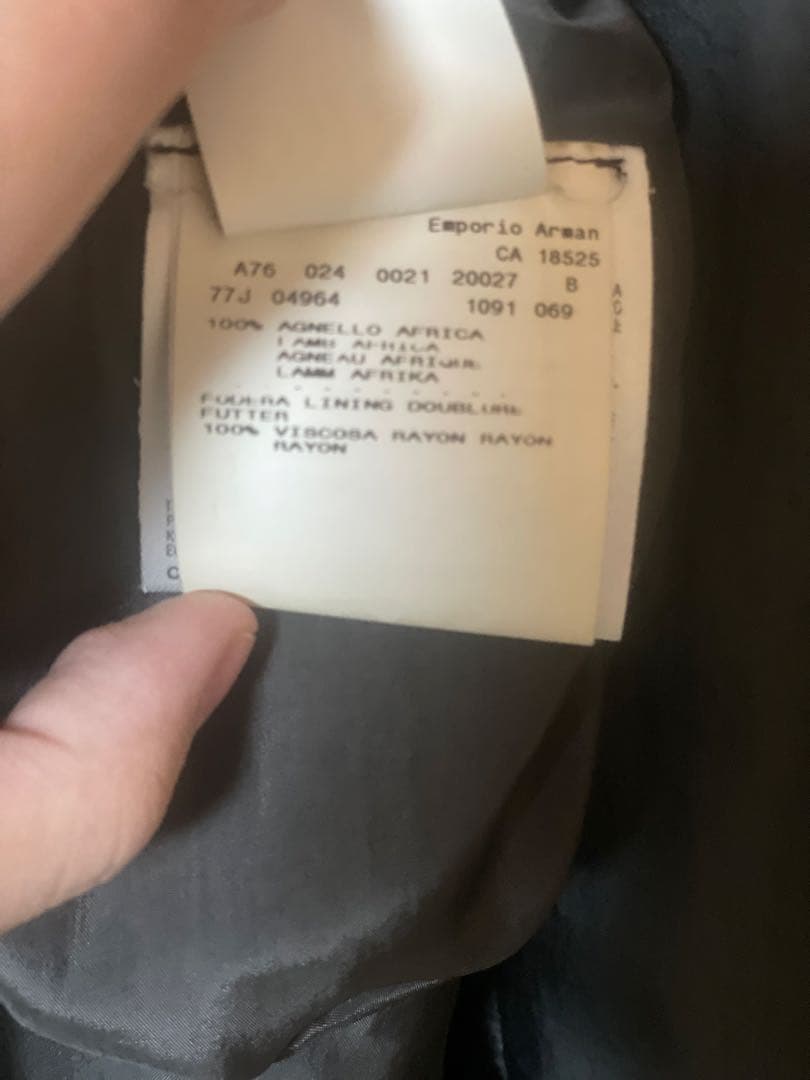 Emporio Arman
CA 18525
A76 024 0021 20027 B
77J 04964 1091 069
100% AGNELLO AFRICA
LAMB AFRICA
AGNEAU AFRIQUE
LAMM AFRIKA
FODERA LINING DOUBLURE
FUTTER
100% VISCOSA RAYON RAYON
RAYON
C